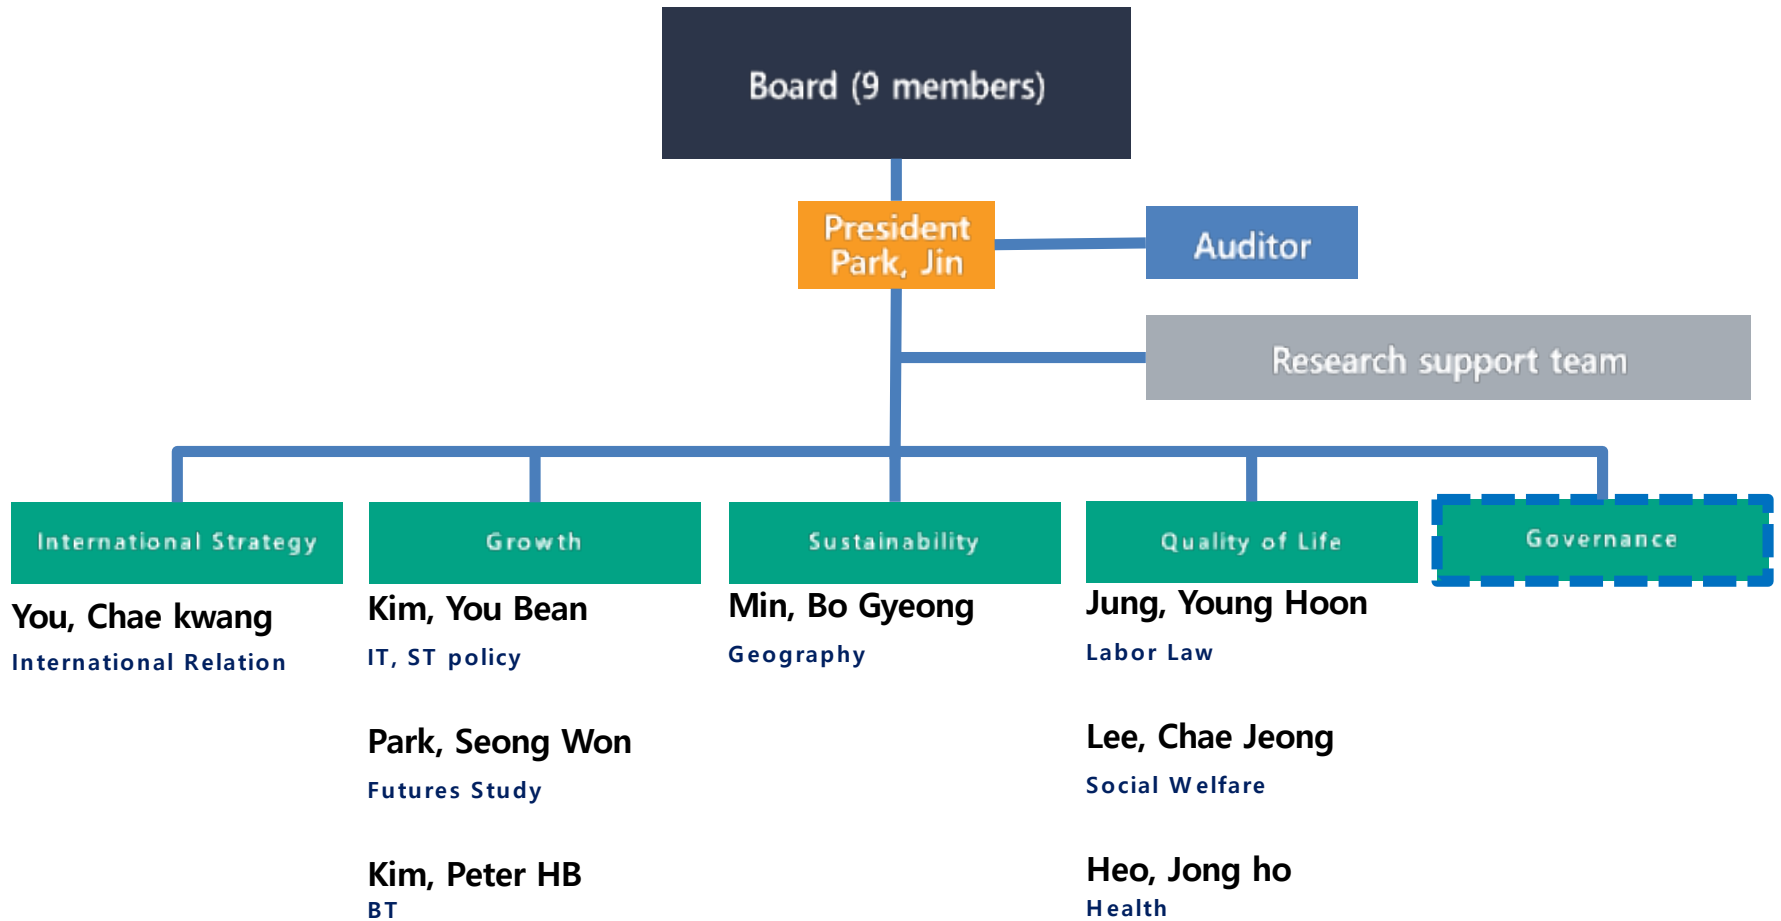 Board (9 members)
President
Park, Jin
Auditor
Research support team
International Strategy
Growth
Sustainability
Quality of Life
Governance
You, Chae kwang
International Relation
Kim, You Bean
IT, ST policy
Park, Seong Won
Futures Study
Kim, Peter HB
BT
Min, Bo Gyeong
Geography
Jung, Young Hoon
Labor Law
Lee, Chae Jeong
Social Welfare
Heo, Jong ho
Health